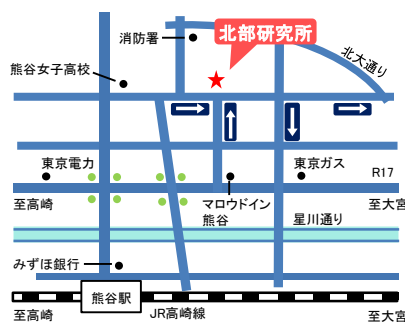 消防署
北部研究所
北大通り
熊谷女子高校
東京電力
東京ガス
R17
至高崎
マロウドイン
熊谷
至大宮
星川通り
みずほ銀行
熊谷駅
至高崎
JR高崎線
至大宮